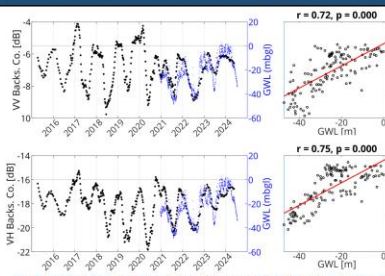 r = 0.72, p = 0.000
VV Backs. Co. [dB]
-4
-6
8
10
20
0
-20
-40
-60
GWL (mbgl)
2016 2017 2018 2019 2020 2021 2022 2023 2024
-40 -20 0
GWL [m]
r = 0.75, p = 0.000
VH Backs. Co. [dB]
-14
-16
-18
-20
-22
20
0
-20
-40
-60
GWL (mbgl)
2016 2017 2018 2019 2020 2021 2022 2023 2024
-40 -20 0
GWL [m]